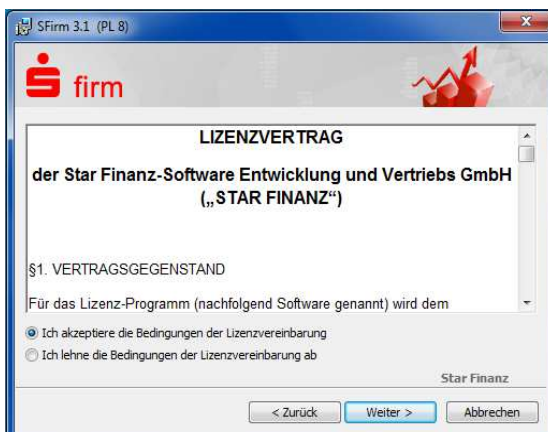 SFirm 3.1 (PL 8)
firm
LIZENZVERTRAG
der Star Finanz-Software Entwicklung und Vertriebs GmbH
(„STAR FINANZ“)
§1. VERTRAGSGEGENSTAND
Für das Lizenz-Programm (nachfolgend Software genannt) wird dem
Ich akzeptiere die Bedingungen der Lizenzvereinbarung
Ich lehne die Bedingungen der Lizenzvereinbarung ab
Star Finanz
< Zurück Weiter > Abbrechen